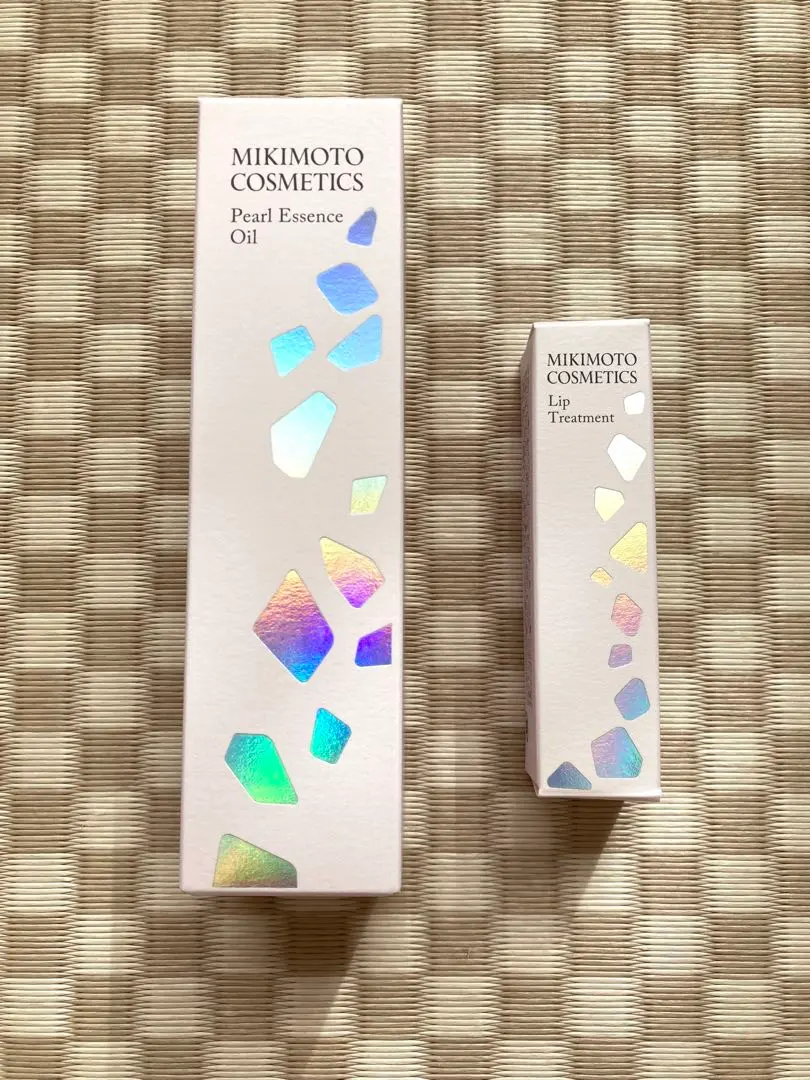 MIKIMOTO
COSMETICS
Pearl Essence
Oil
MIKIMOTO
COSMETICS
Lip
Treatment